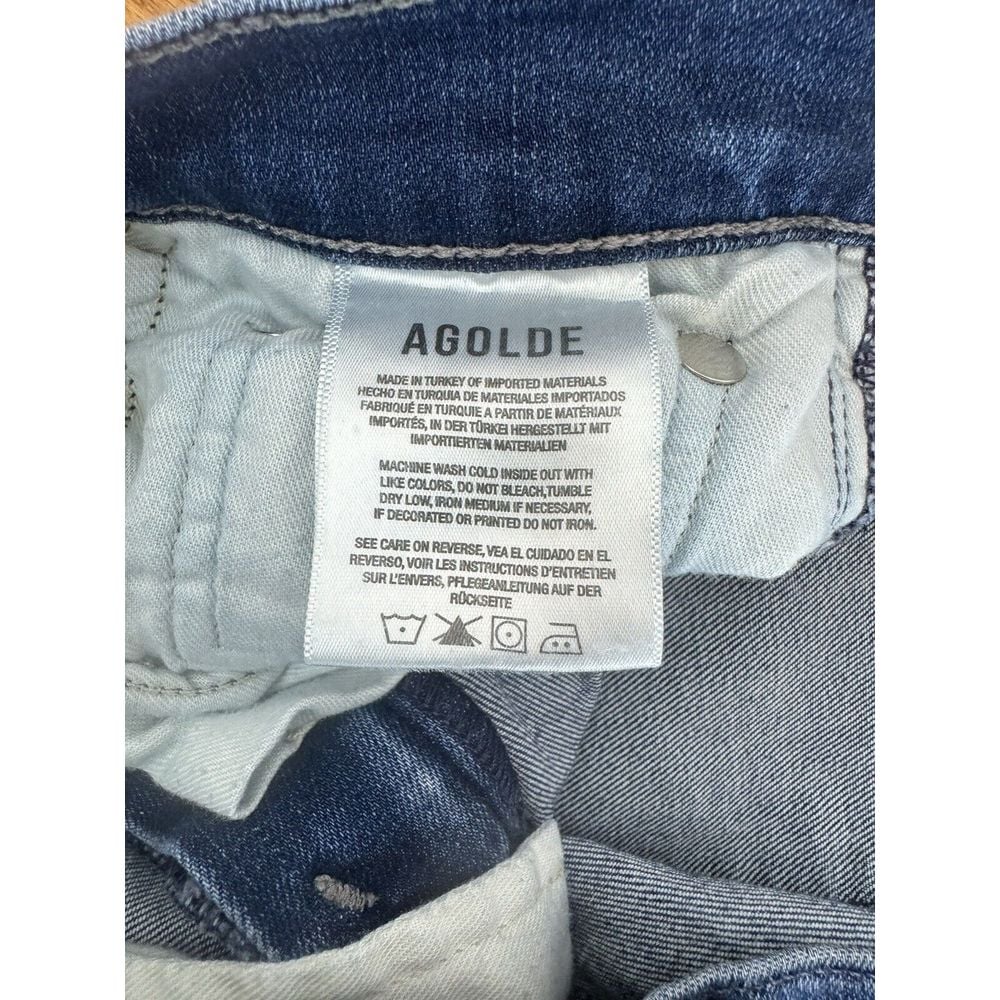 AGOLDE
MADE IN TURKEY OF IMPORTED MATERIALS
HECHO EN TURQUIA DE MATERIALES IMPORTADOS
FABRIQUÉ EN TURQUIE A PARTIR DE MATÉRIAUX
IMPORTÉS, IN DER TÜRKEI HERGESTELLT MIT
IMPORTIERTEN MATERIALIEN
MACHINE WASH COLD INSIDE OUT WITH
LIKE COLORS, DO NOT BLEACH,TUMBLE
DRY LOW, IRON MEDIUM IF NECESSARY,
IF DECORATED OR PRINTED DO NOT IRON.
SEE CARE ON REVERSE, VEA EL CUIDADO EN EL
REVERSO, VOIR LES INSTRUCTIONS D'ENTRETIEN
SUR L'ENVERS, PFLEGEANLEITUNG AUF DER
RÜCKSEITE